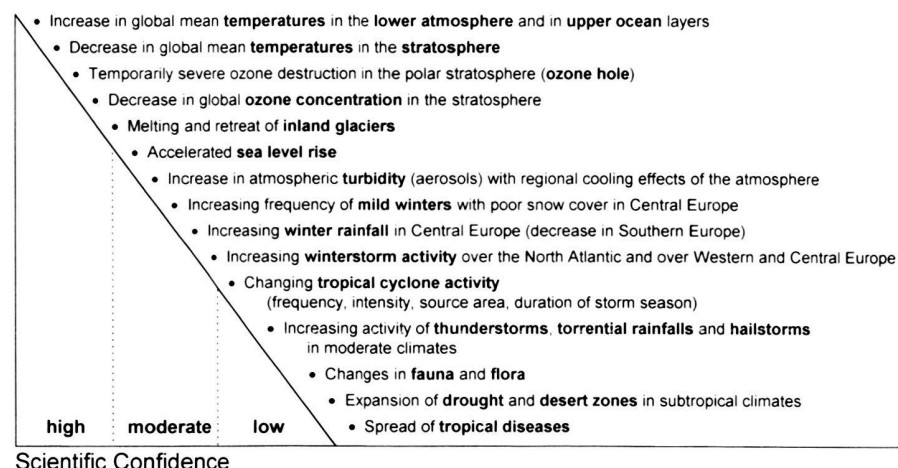 • Increase in global mean temperatures in the lower atmosphere and in upper ocean layers
• Decrease in global mean temperatures in the stratosphere
• Temporarily severe ozone destruction in the polar stratosphere (ozone hole)
• Decrease in global ozone concentration in the stratosphere
• Melting and retreat of inland glaciers
• Accelerated sea level rise
• Increase in atmospheric turbidity (aerosols) with regional cooling effects of the atmosphere
• Increasing frequency of mild winters with poor snow cover in Central Europe
• Increasing winter rainfall in Central Europe (decrease in Southern Europe)
• Increasing winterstorm activity over the North Atlantic and over Western and Central Europe
• Changing tropical cyclone activity
(frequency, intensity, source area, duration of storm season)
• Increasing activity of thunderstorms, torrential rainfalls and hailstorms
in moderate climates
• Changes in fauna and flora
• Expansion of drought and desert zones in subtropical climates
• Spread of tropical diseases
high moderate low
Scientific Confidence